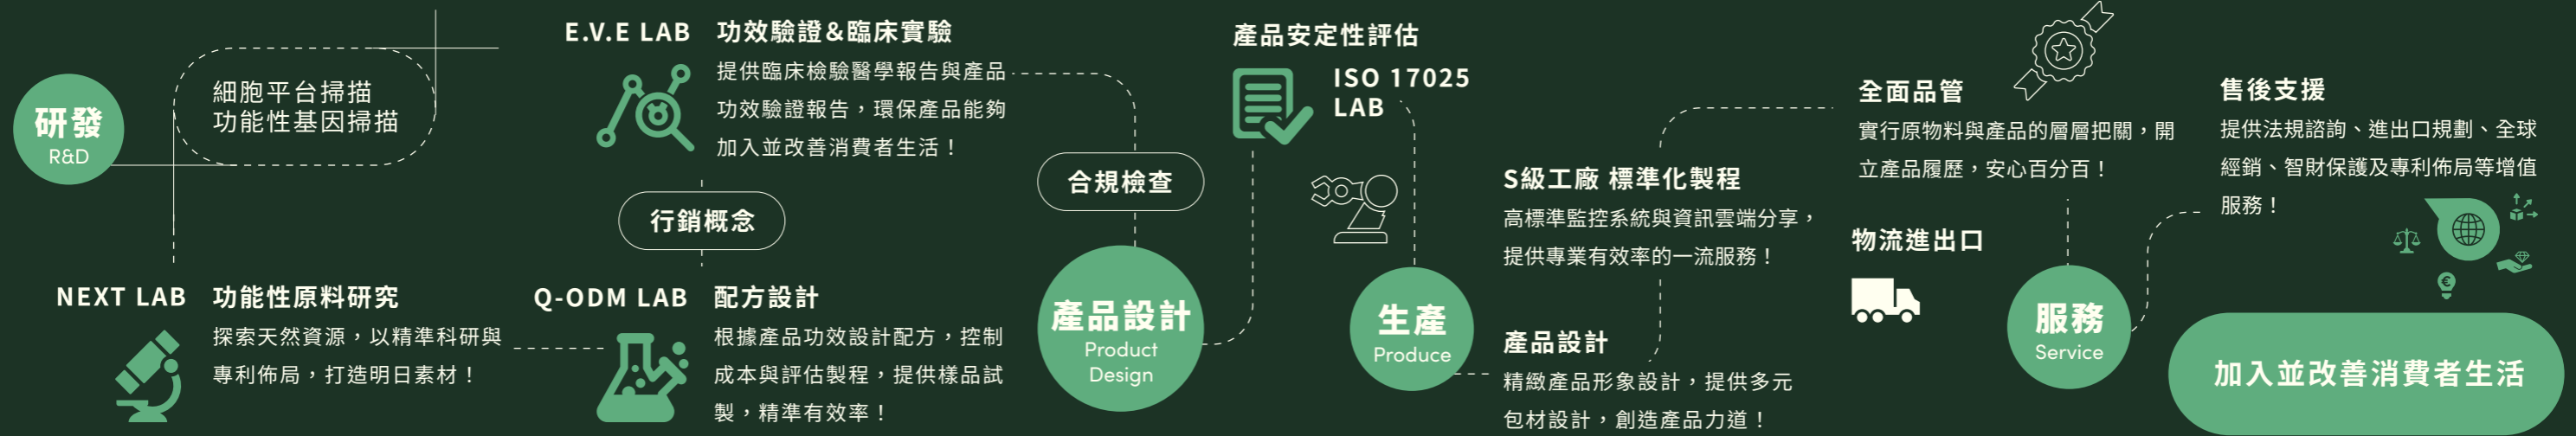 研發
R&D
細胞平台掃描
功能性基因掃描
NEXT LAB
功能性原料研究
探索天然資源，以精準科研與
專利佈局，打造明日素材！
E.V.E LAB
功效驗證&臨床實驗
提供臨床檢驗醫學報告與產品
功效驗證報告，環保產品能夠
加入並改善消費者生活！
行銷概念
Q-ODM LAB
配方設計
根據產品功效設計配方，控制
成本與評估製程，提供樣品試
製，精準有效率！
合規檢查
產品設計
Product
Design
產品安定性評估
ISO 17025
LAB
生產
Produce
S級工廠 標準化製程
高標準監控系統與資訊雲端分享，
提供專業有效率的一流服務！
產品設計
精緻產品形象設計，提供多元
包材設計，創造產品力道！
全面品管
實行原物料與產品的層層把關，開
立產品履歷，安心百分百！
物流進出口
服務
Service
售後支援
提供法規諮詢、進出口規劃、全球
經銷、智財保護及專利佈局等增值
服務！
加入並改善消費者生活